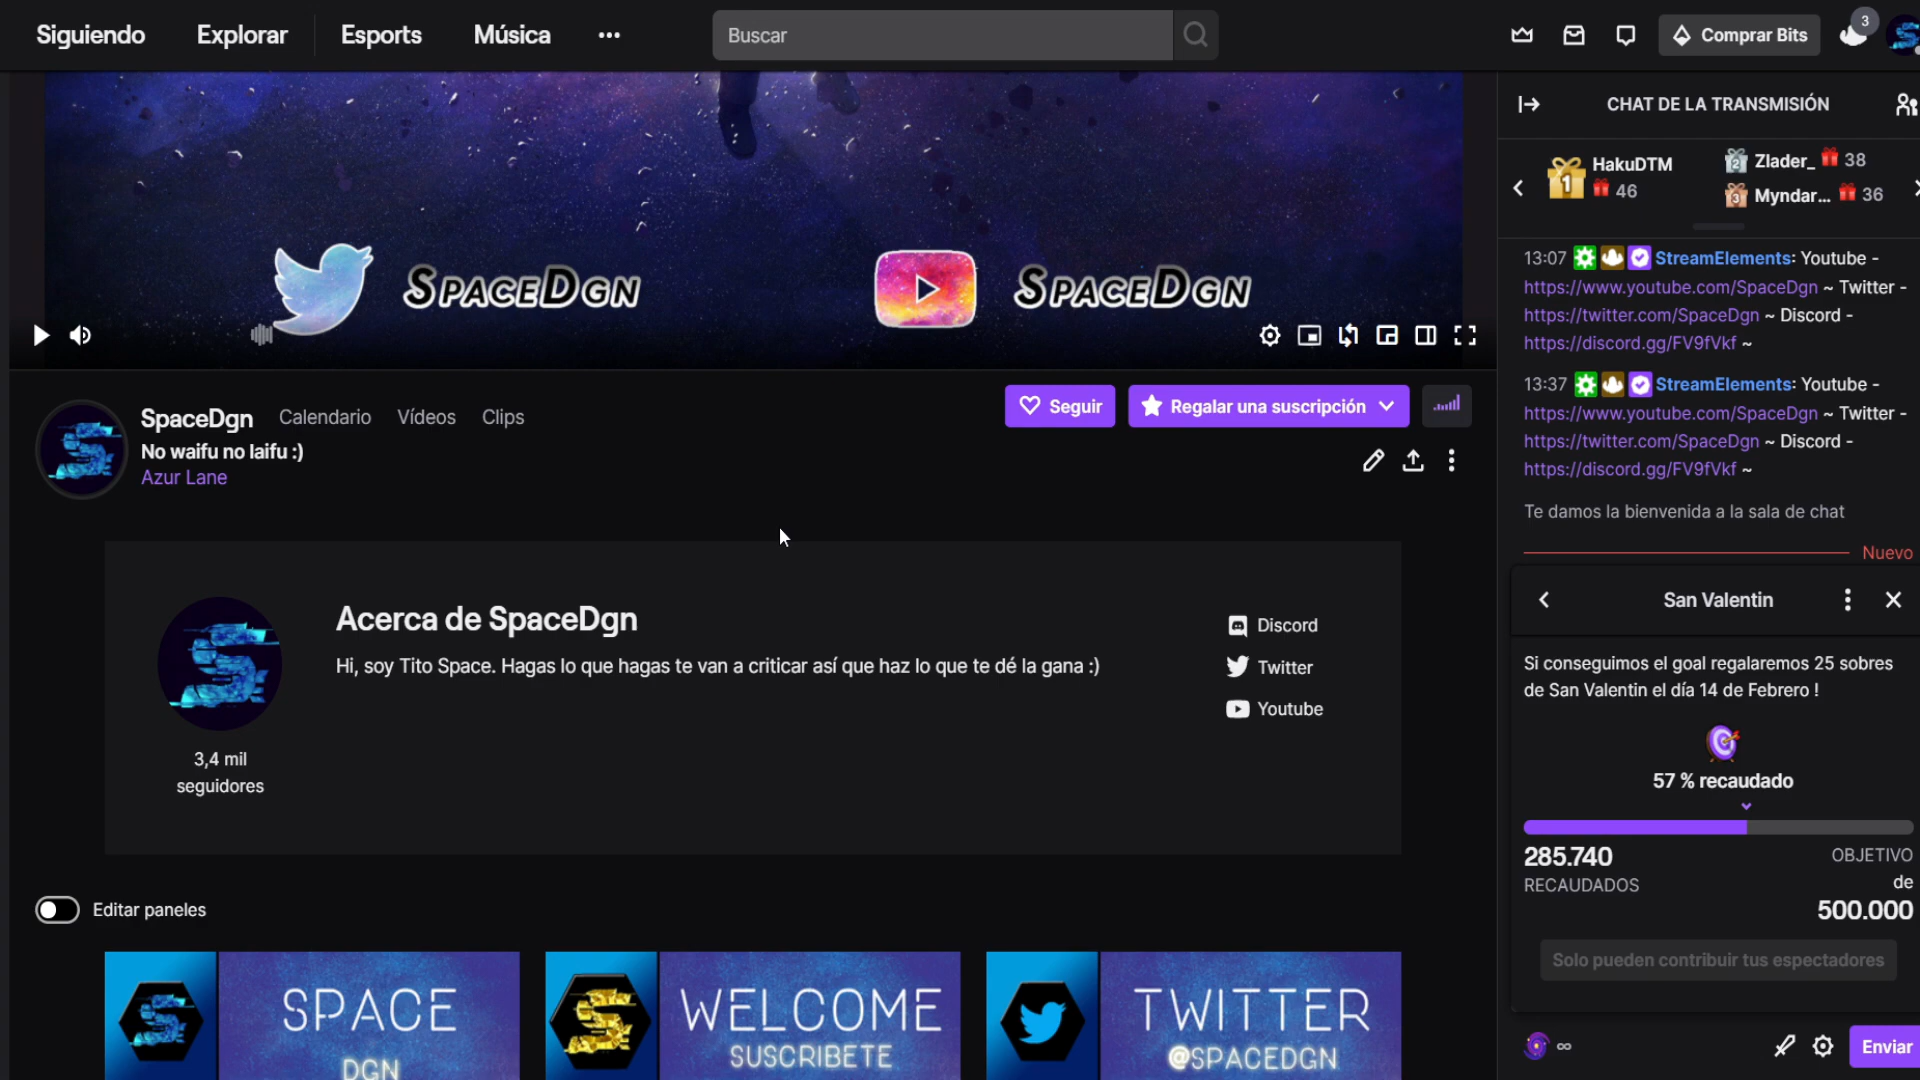 Siguiendo Explorar Esports Música
Buscar
Comprar Bits
3
SPACEDGN
SPACEDGN
SpaceDgn Calendario Vídeos Clips
No waifu no laifu :)
Azur Lane
Seguir
Regalar una suscripción
Acerca de SpaceDgn
Hi, soy Tito Space. Hagas lo que hagas te van a criticar así que haz lo que te dé la gana :)
3,4 mil
seguidores
Discord
Twitter
Youtube
Editar paneles
SPACE
DGN
WELCOME
SUSCRIBETE
TWITTER
@SPACEDGN
CHAT DE LA TRANSMISIÓN
1 HakuDTM
46
2 Zlader_ 38
3 Myndar... 36
13:07 StreamElements: Youtube -
https://www.youtube.com/SpaceDgn ~ Twitter -
https://twitter.com/SpaceDgn ~ Discord -
https://discord.gg/FV9fVkf ~
13:37 StreamElements: Youtube -
https://www.youtube.com/SpaceDgn ~ Twitter -
https://twitter.com/SpaceDgn ~ Discord -
https://discord.gg/FV9fVkf ~
Te damos la bienvenida a la sala de chat
Nuevo
San Valentin
Si conseguimos el goal regalaremos 25 sobres
de San Valentin el día 14 de Febrero !
57 % recaudado
285.740
RECAUDADOS
OBJETIVO
de
500.000
Solo pueden contribuir tus espectadores
∞
Enviar